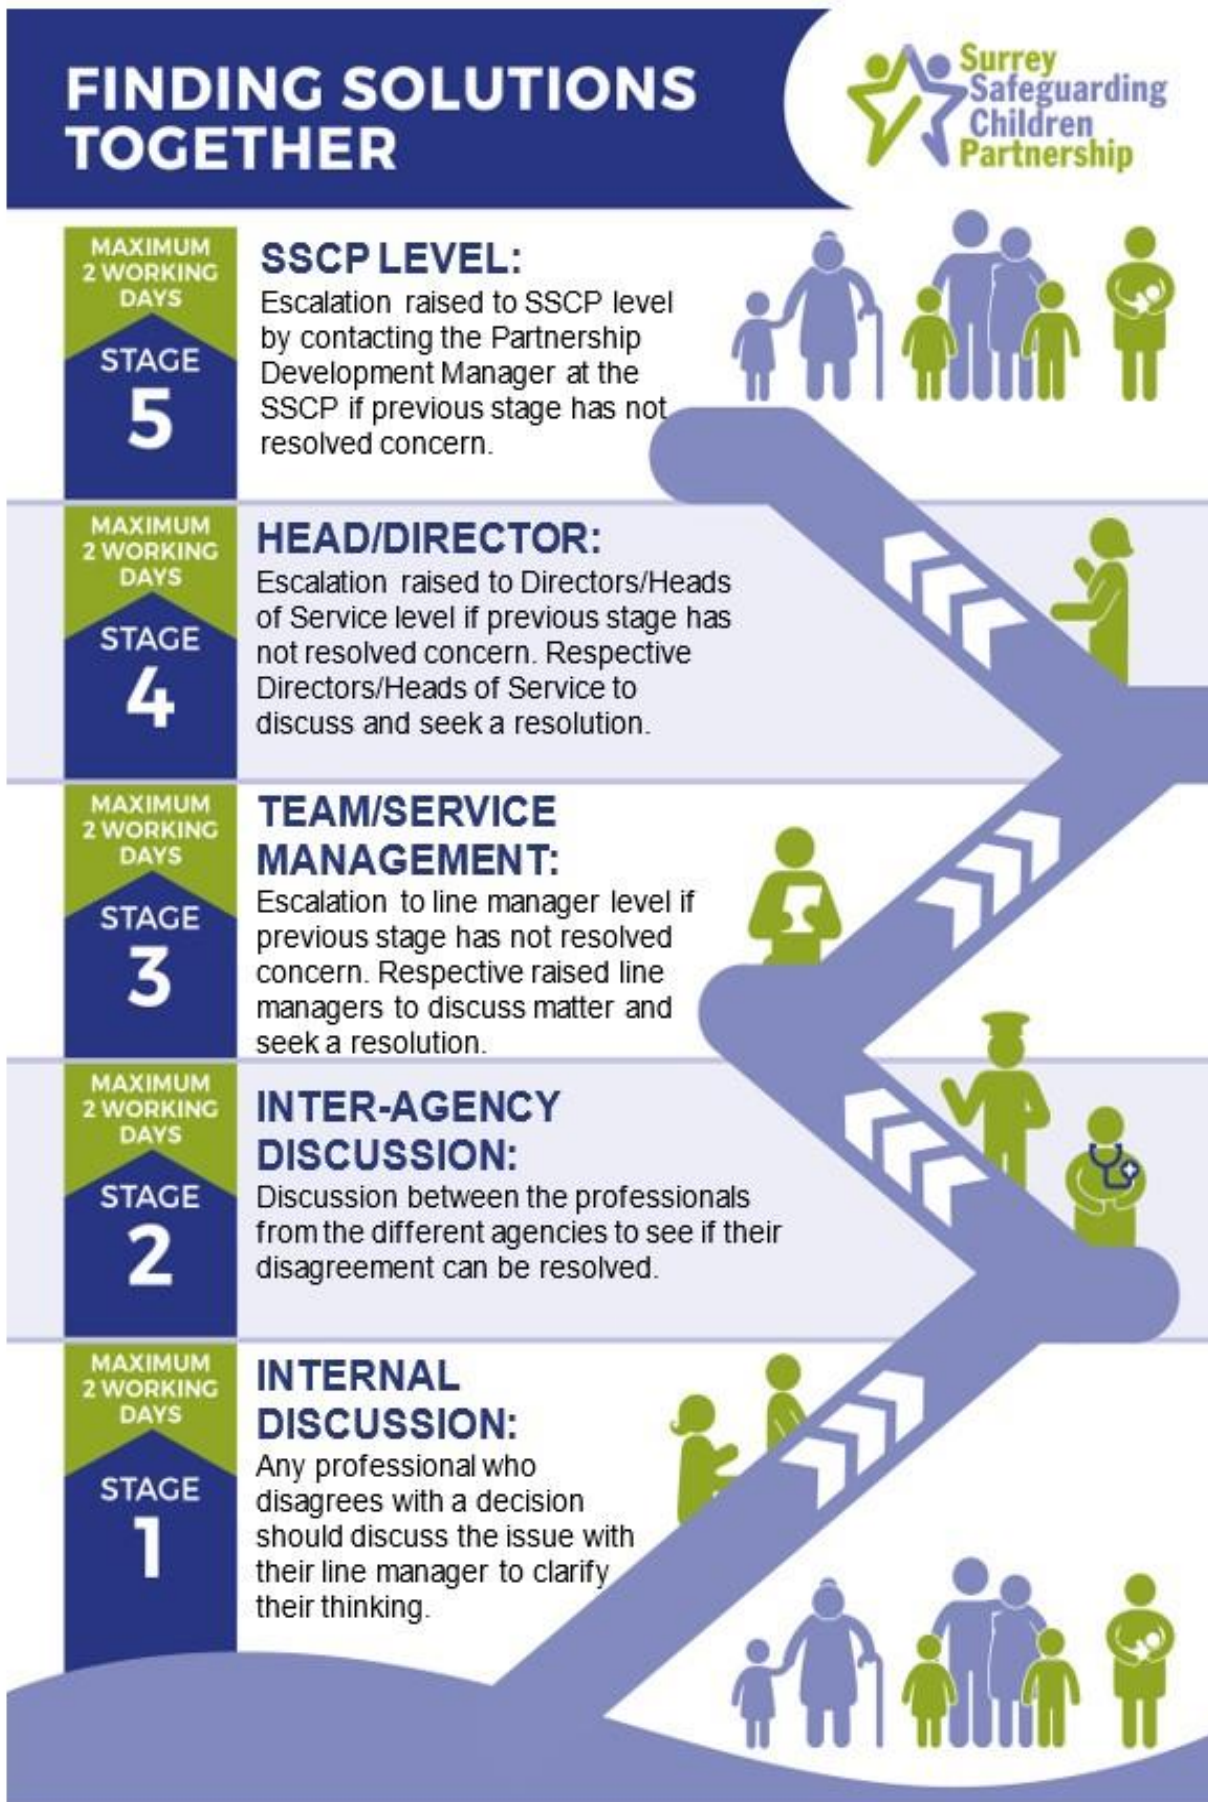 FINDING SOLUTIONS
TOGETHER
Surrey
Safeguarding
Children
Partnership
MAXIMUM
2 WORKING
DAYS
STAGE
5
SSCP LEVEL:
Escalation raised to SSCP level
by contacting the Partnership
Development Manager at the
SSCP if previous stage has not
resolved concern.
MAXIMUM
2 WORKING
DAYS
STAGE
4
HEAD/DIRECTOR:
Escalation raised to Directors/Heads
of Service level if previous stage has
not resolved concern. Respective
Directors/Heads of Service to
discuss and seek a resolution.
MAXIMUM
2 WORKING
DAYS
STAGE
3
TEAM/SERVICE
MANAGEMENT:
Escalation to line manager level if
previous stage has not resolved
concern. Respective raised line
managers to discuss matter and
seek a resolution.
MAXIMUM
2 WORKING
DAYS
STAGE
2
INTER-AGENCY
DISCUSSION:
Discussion between the professionals
from the different agencies to see if their
disagreement can be resolved.
MAXIMUM
2 WORKING
DAYS
STAGE
1
INTERNAL
DISCUSSION:
Any professional who
disagrees with a decision
should discuss the issue with
their line manager to clarify
their thinking.